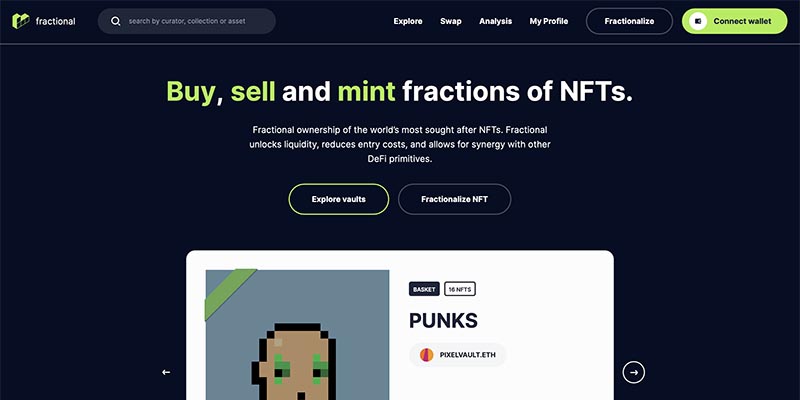 fractional
search by curator, collection or asset
Explore
Swap
Analysis
My Profile
Fractionalize
Connect wallet
Buy, sell and mint fractions of NFTs.
Fractional ownership of the world's most sought after NFTs. Fractional
unlocks liquidity, reduces entry costs, and allows for synergy with other
DeFi primitives.
Explore vaults
Fractionalize NFT
BASKET
16 NFTS
PUNKS
PIXELVAULT.ETH